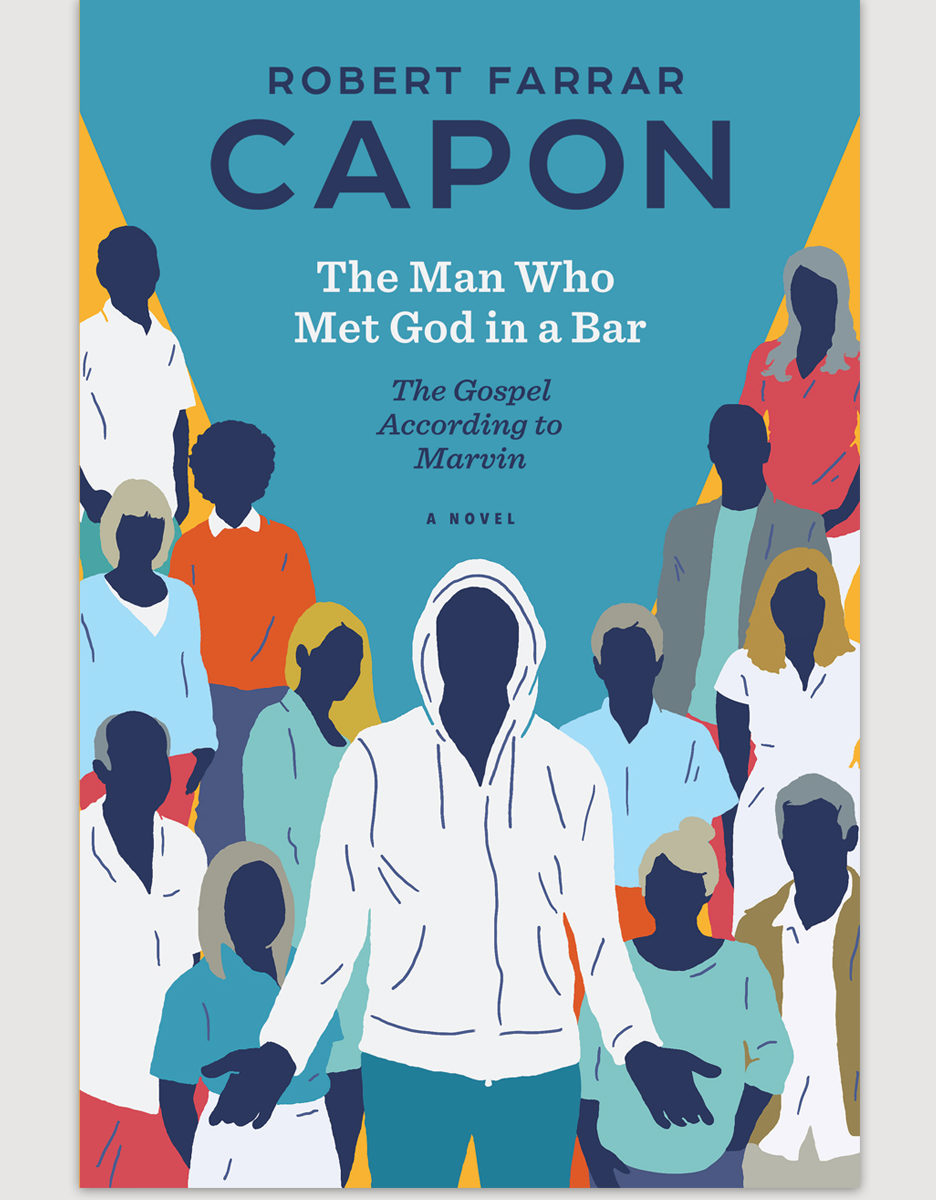 ROBERT FARRAR
CAPON
The Man Who
Met God in a Bar
The Gospel
According to
Marvin
A NOVEL